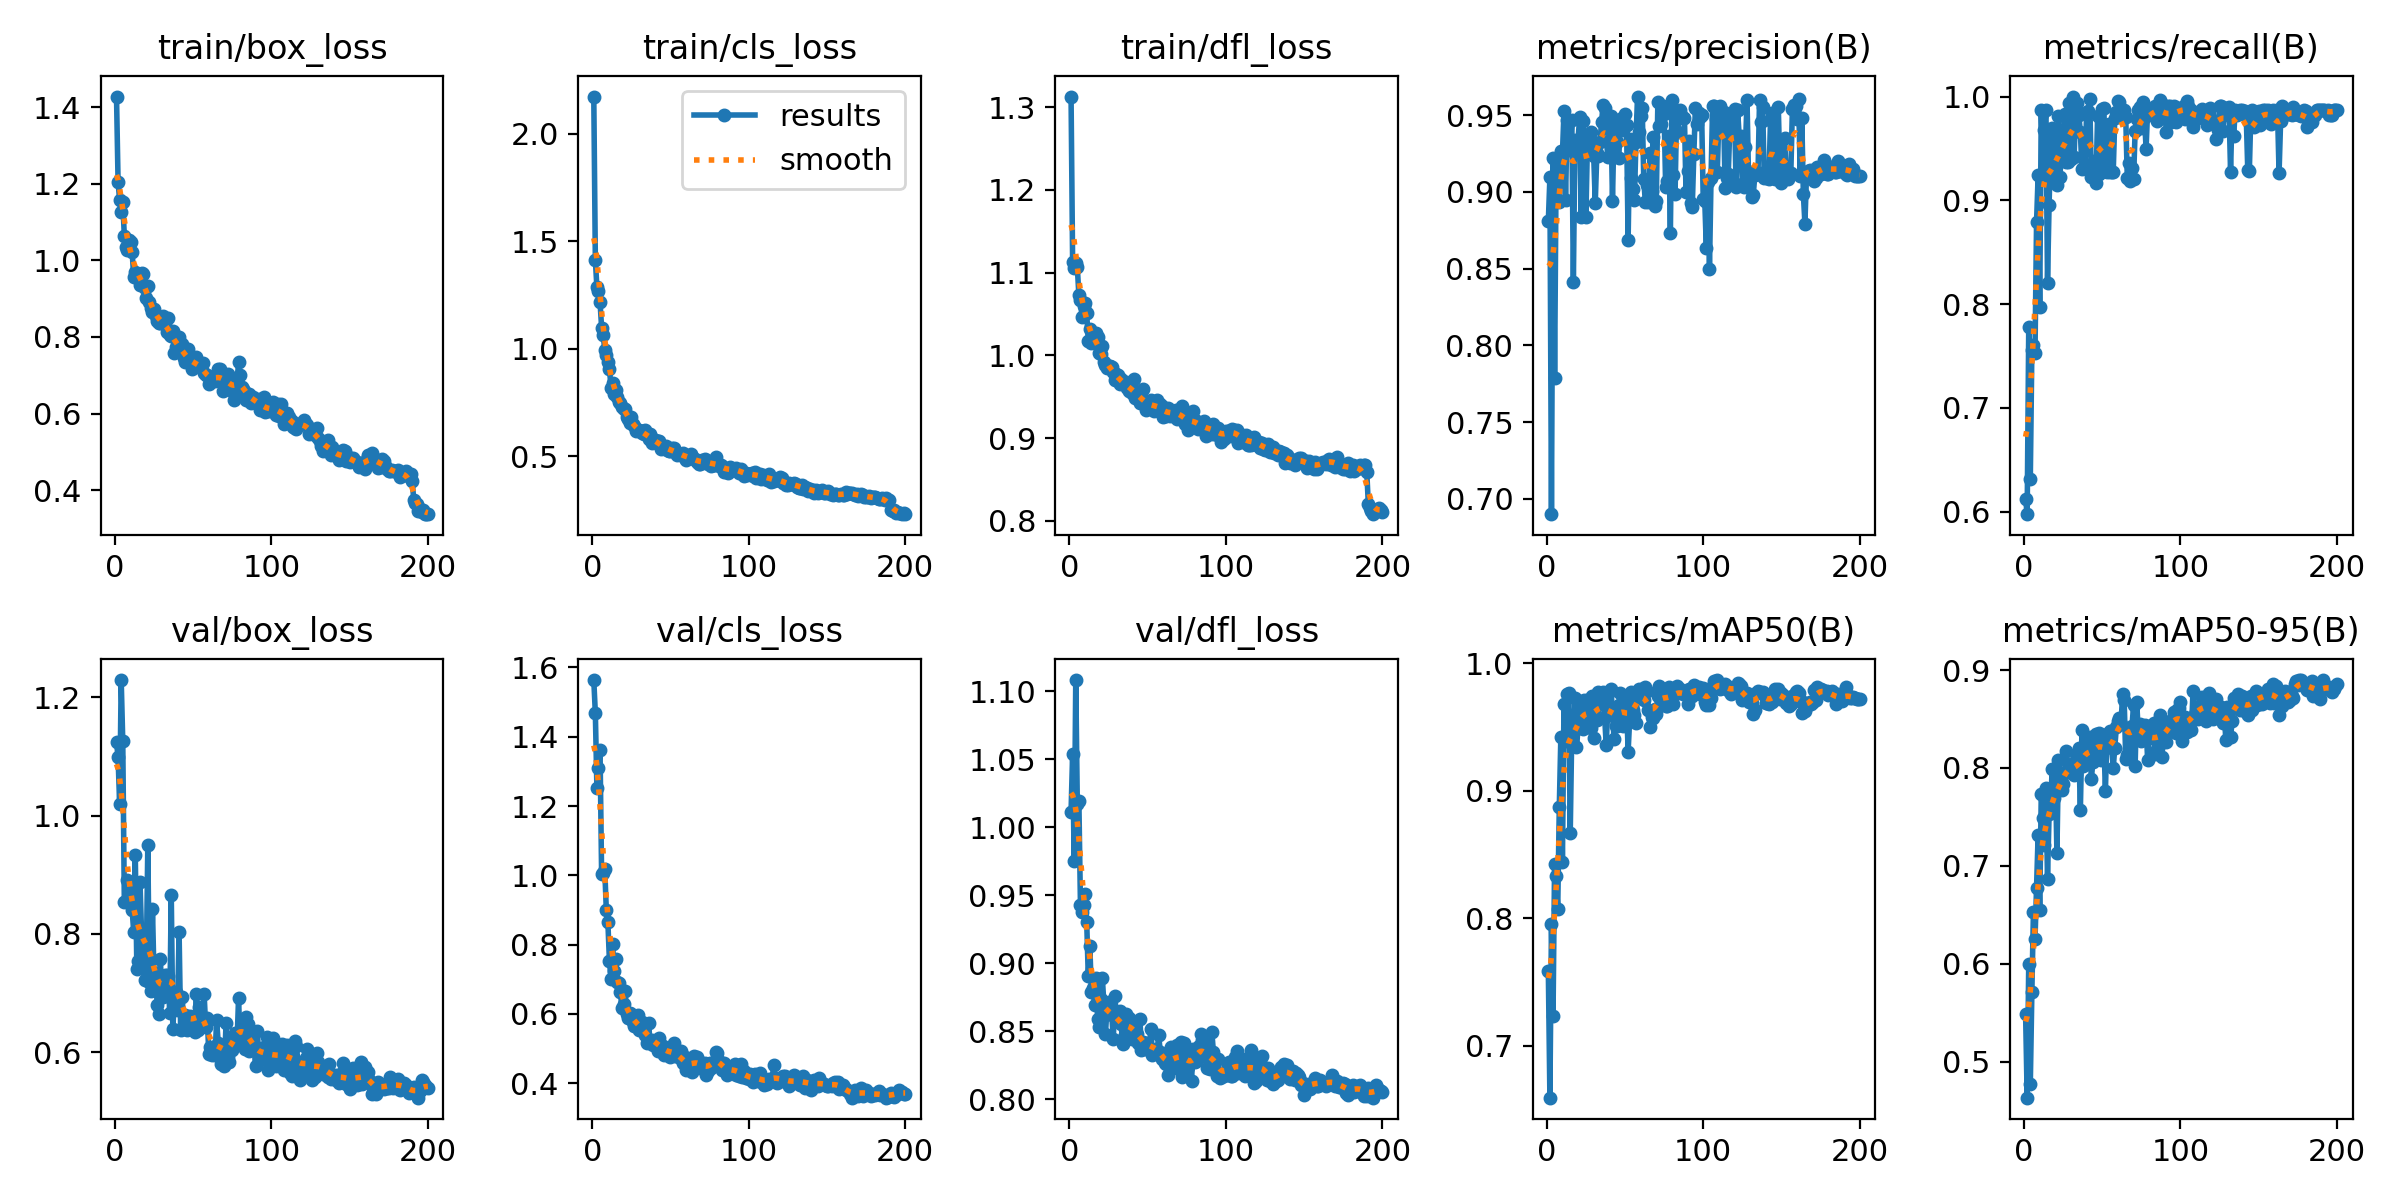 train/box_loss
1.4
1.2
1.0
0.8
0.6
0.4
0 100 200
train/cls_loss
results
smooth
2.0
1.5
1.0
0.5
0 100 200
train/dfl_loss
1.3
1.2
1.1
1.0
0.9
0.8
0 100 200
metrics/precision(B)
0.95
0.90
0.85
0.80
0.75
0.70
0 100 200
metrics/recall(B)
1.0
0.9
0.8
0.7
0.6
0 100 200
val/box_loss
1.2
1.0
0.8
0.6
0 100 200
val/cls_loss
1.6
1.4
1.2
1.0
0.8
0.6
0.4
0 100 200
val/dfl_loss
1.10
1.05
1.00
0.95
0.90
0.85
0.80
0 100 200
metrics/mAP50(B)
1.0
0.9
0.8
0.7
0 100 200
metrics/mAP50-95(B)
0.9
0.8
0.7
0.6
0.5
0 100 200